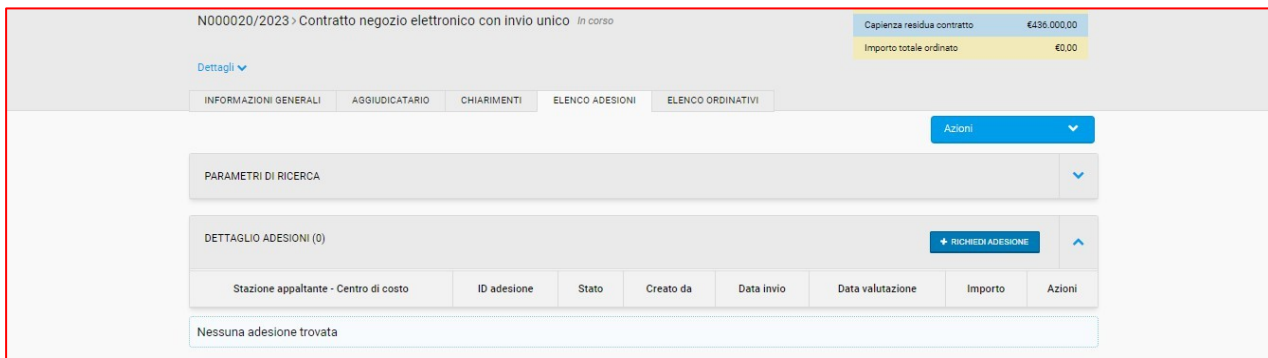 N000020/2023 > Contratto negozio elettronico con invio unico In corso
Capienza residua contratto €436.000,00
Importo totale ordinato €0,00
Dettagli
INFORMAZIONI GENERALI AGGIUDICATARIO CHIARIMENTI ELENCO ADESIONI ELENCO ORDINATIVI
Azioni
PARAMETRI DI RICERCA
DETTAGLIO ADESIONI (0) + RICHIEDI ADESIONE
Stazione appaltante - Centro di costo ID adesione Stato Creato da Data invio Data valutazione Importo Azioni
Nessuna adesione trovata